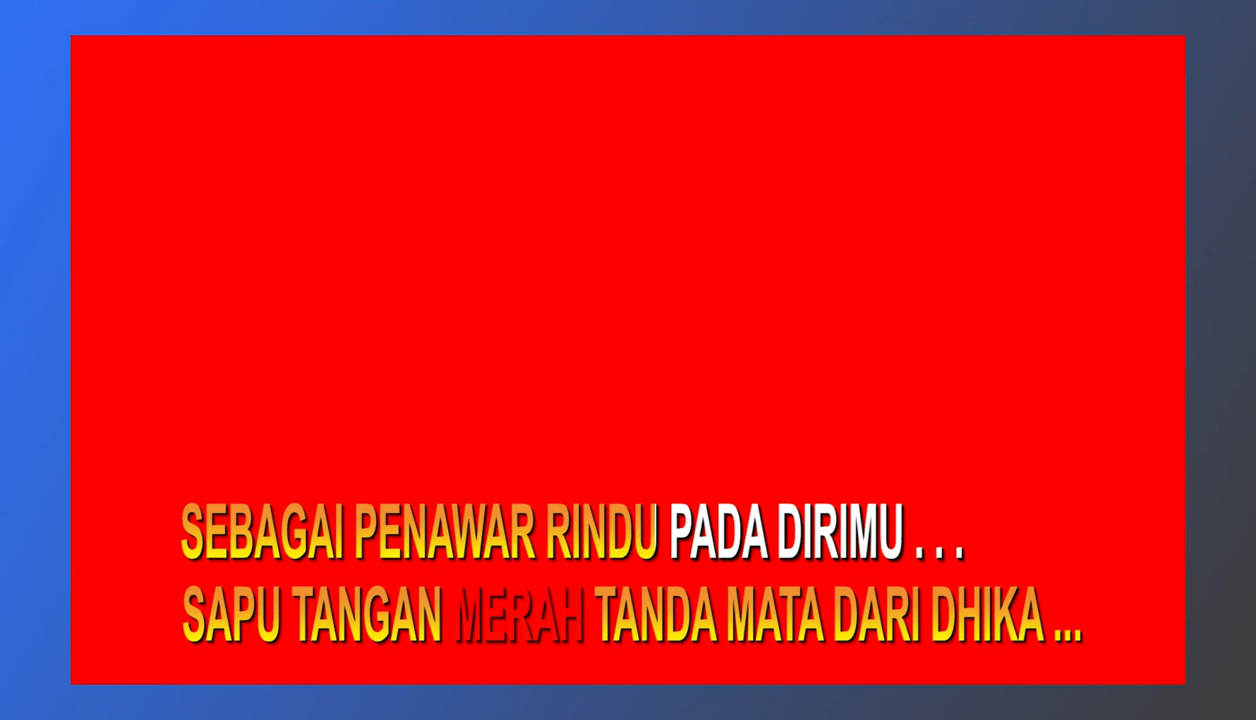 SEBAGAI PENAWAR RINDU PADA DIRIMU . . .
SAPU TANGAN MERAH TANDA MATA DARI DHIKA ...